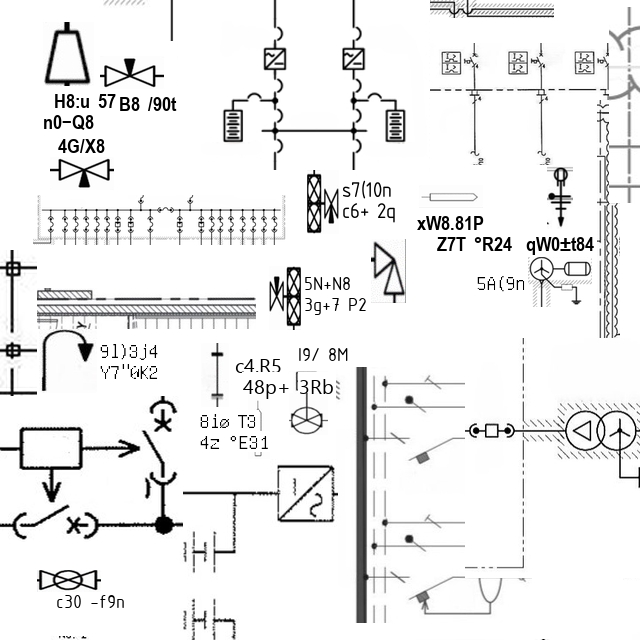 H8:u 57 B8 /90t
n0-Q8
4G/X8
s7(10n
c6+ 2q
xW8.81P
Z7T °R24
qW0±t84
5A(9n
5N+N8
3g+7 P2
9l)3j4
Y7"0K2
c4.R5
l9/ 8M
48p+ 3Rb
8iø T3
4z °E31
c30 -f9n